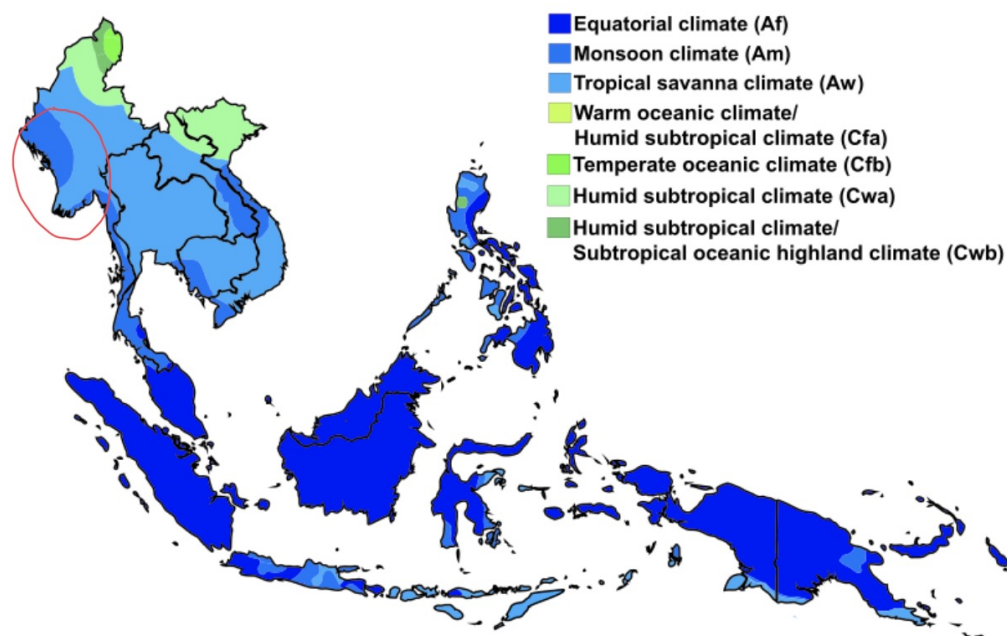 Equatorial climate (Af)
Monsoon climate (Am)
Tropical savanna climate (Aw)
Warm oceanic climate/
Humid subtropical climate (Cfa)
Temperate oceanic climate (Cfb)
Humid subtropical climate (Cwa)
Humid subtropical climate/
Subtropical oceanic highland climate (Cwb)